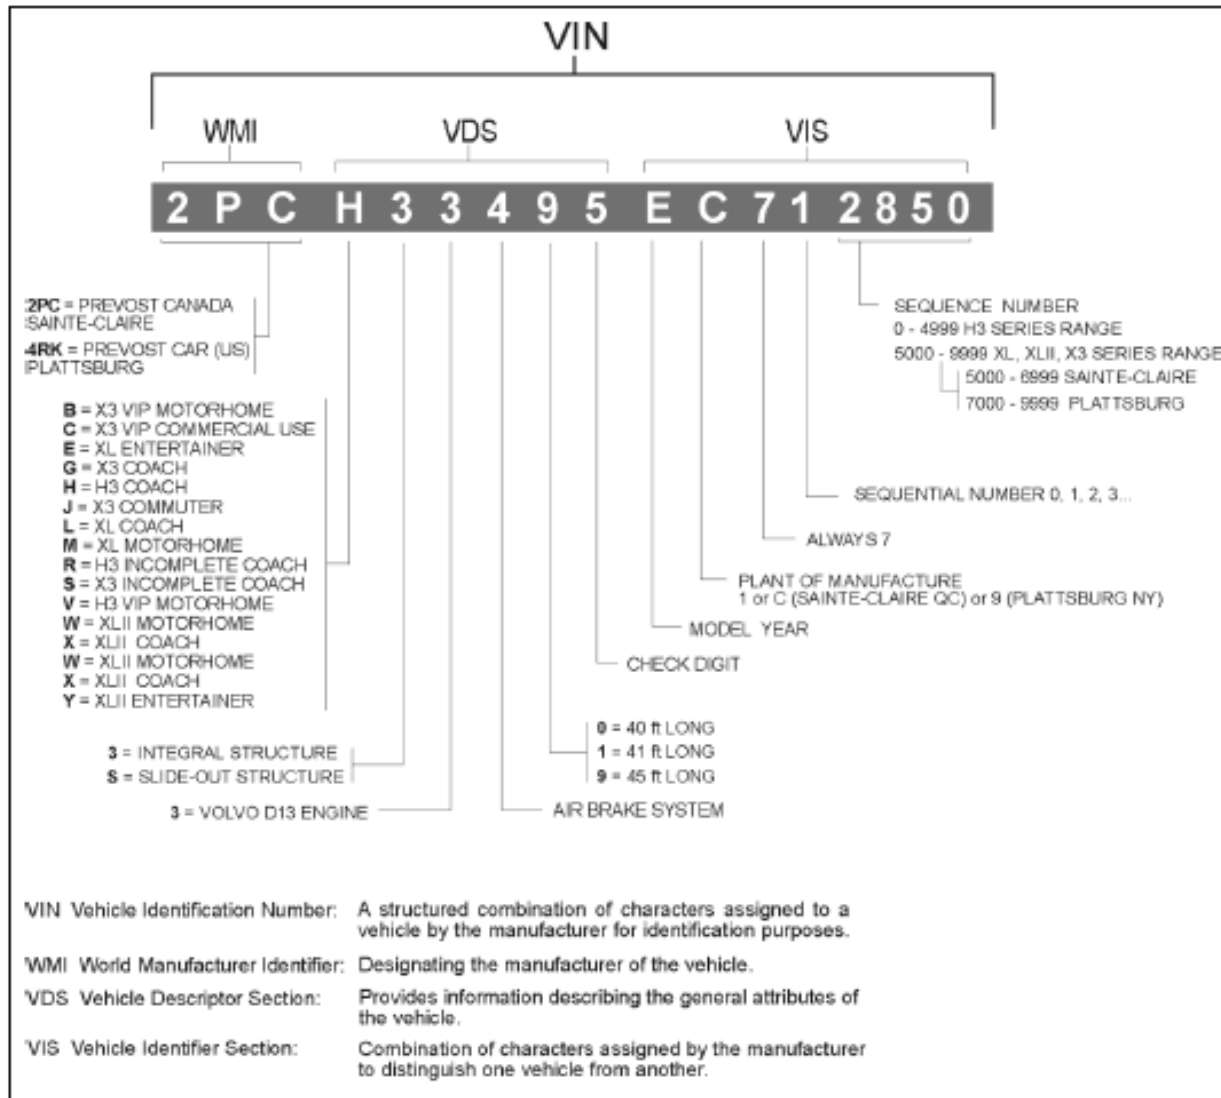 VIN
WMI VDS VIS
2 P C H 3 3 4 9 5 E C 7 1 2 8 5 0
2PC = PREVOST CANADA
SAINTE-CLAIRE
4RK = PREVOST CAR (US)
PLATTSBURG
SEQUENCE NUMBER
0 - 4999 H3 SERIES RANGE
5000 - 9999 XL, XLII, X3 SERIES RANGE
5000 - 6999 SAINTE-CLAIRE
7000 - 9999 PLATTSBURG
B = X3 VIP MOTORHOME
C = X3 VIP COMMERCIAL USE
E = XL ENTERTAINER
G = X3 COACH
H = H3 COACH
J = X3 COMMUTER
L = XL COACH
M = XL MOTORHOME
R = H3 INCOMPLETE COACH
S = X3 INCOMPLETE COACH
V = H3 VIP MOTORHOME
W = XLII MOTORHOME
X = XLII COACH
W = XLII MOTORHOME
X = XLII COACH
Y = XLII ENTERTAINER
SEQUENTIAL NUMBER 0, 1, 2, 3...
ALWAYS 7
PLANT OF MANUFACTURE
1 or C (SAINTE-CLAIRE QC) or 9 (PLATTSBURG NY)
MODEL YEAR
CHECK DIGIT
0 = 40 ft LONG
1 = 41 ft LONG
9 = 45 ft LONG
3 = INTEGRAL STRUCTURE
S = SLIDE-OUT STRUCTURE
3 = VOLVO D13 ENGINE
AIR BRAKE SYSTEM
VIN Vehicle Identification Number: A structured combination of characters assigned to a
vehicle by the manufacturer for identification purposes.
WMI World Manufacturer Identifier: Designating the manufacturer of the vehicle.
VDS Vehicle Descriptor Section: Provides information describing the general attributes of
the vehicle.
VIS Vehicle Identifier Section: Combination of characters assigned by the manufacturer
to distinguish one vehicle from another.